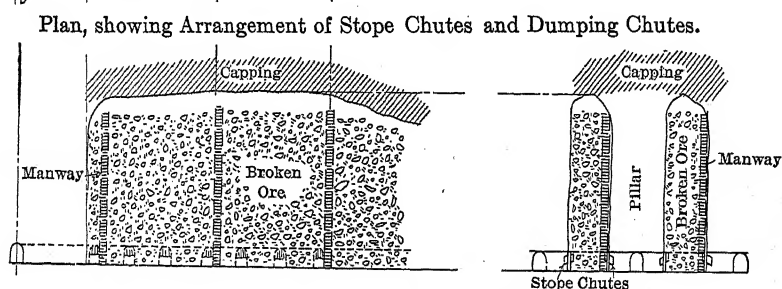 Plan, showing Arrangement of Stope Chutes and Dumping Chutes.
Capping
Capping
Manway
Broken
Ore
Pillar
Broken Ore
Manway
Stope Chutes